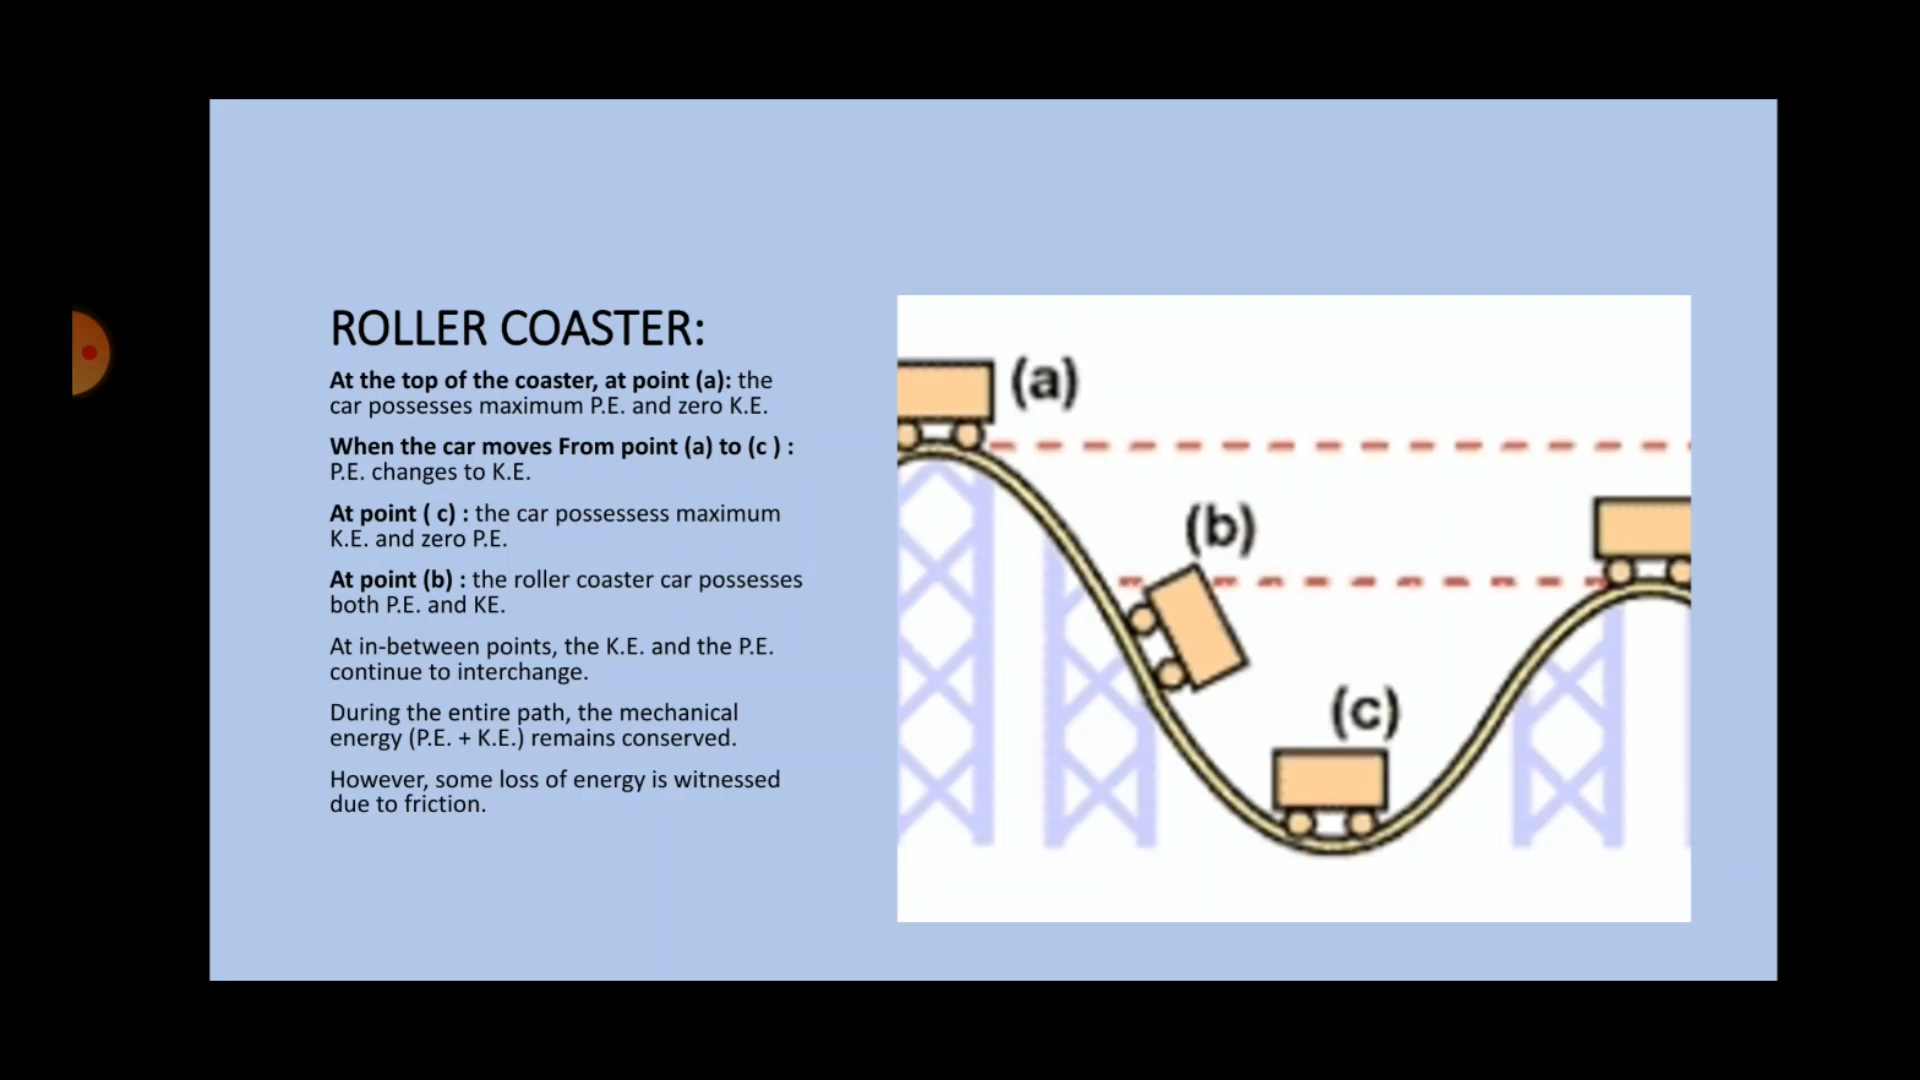 ROLLER COASTER:
At the top of the coaster, at point (a): the
car possesses maximum P.E. and zero K.E.
When the car moves From point (a) to (c ) :
P.E. changes to K.E.
At point ( c) : the car possessess maximum
K.E. and zero P.E.
At point (b) : the roller coaster car possesses
both P.E. and KE.
At in-between points, the K.E. and the P.E.
continue to interchange.
During the entire path, the mechanical
energy (P.E. + K.E.) remains conserved.
However, some loss of energy is witnessed
due to friction.
(a)
(b)
(c)